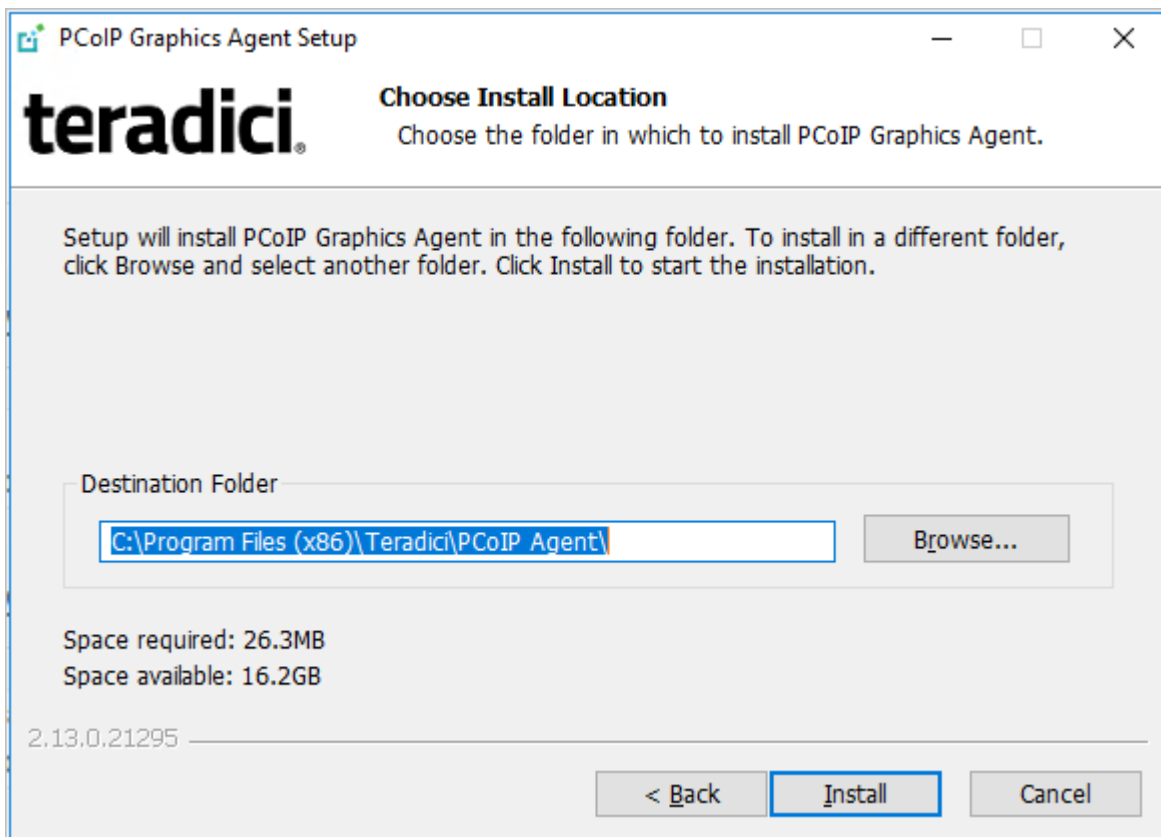 PCoIP Graphics Agent Setup
teradici®
Choose Install Location
Choose the folder in which to install PCoIP Graphics Agent.
Setup will install PCoIP Graphics Agent in the following folder. To install in a different folder,
click Browse and select another folder. Click Install to start the installation.
Destination Folder
C:\Program Files (x86)\Teradici\PCoIP Agent\
Browse...
Space required: 26.3MB
Space available: 16.2GB
2.13.0.21295
< Back
Install
Cancel